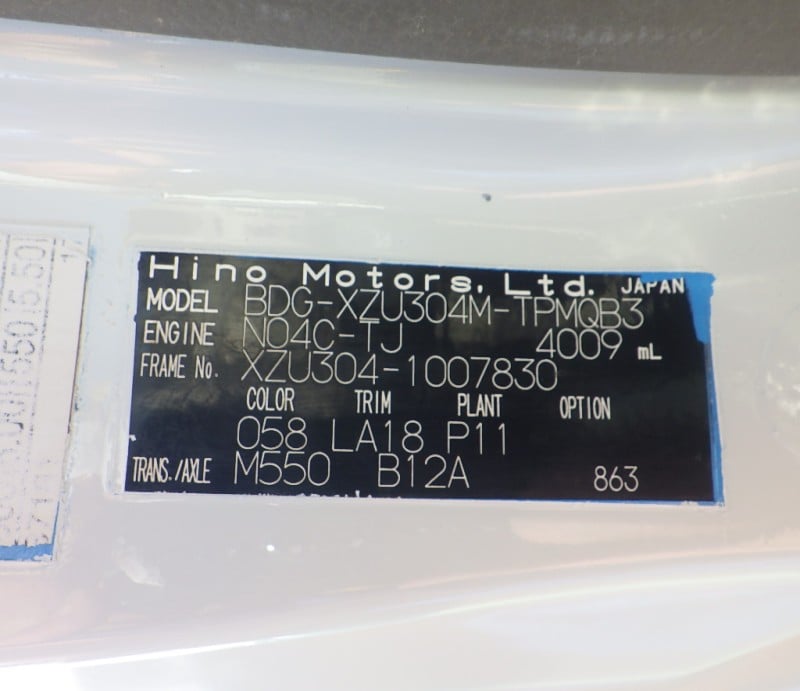 Hino Motors, Ltd. JAPAN
MODEL BDG-XZU304M-TPMQB3
ENGINE N04C-TJ 4009 mL
FRAME No. XZU304-1007830
COLOR TRIM PLANT OPTION
058 LA18 P11
TRANS./AXLE M550 B12A 863